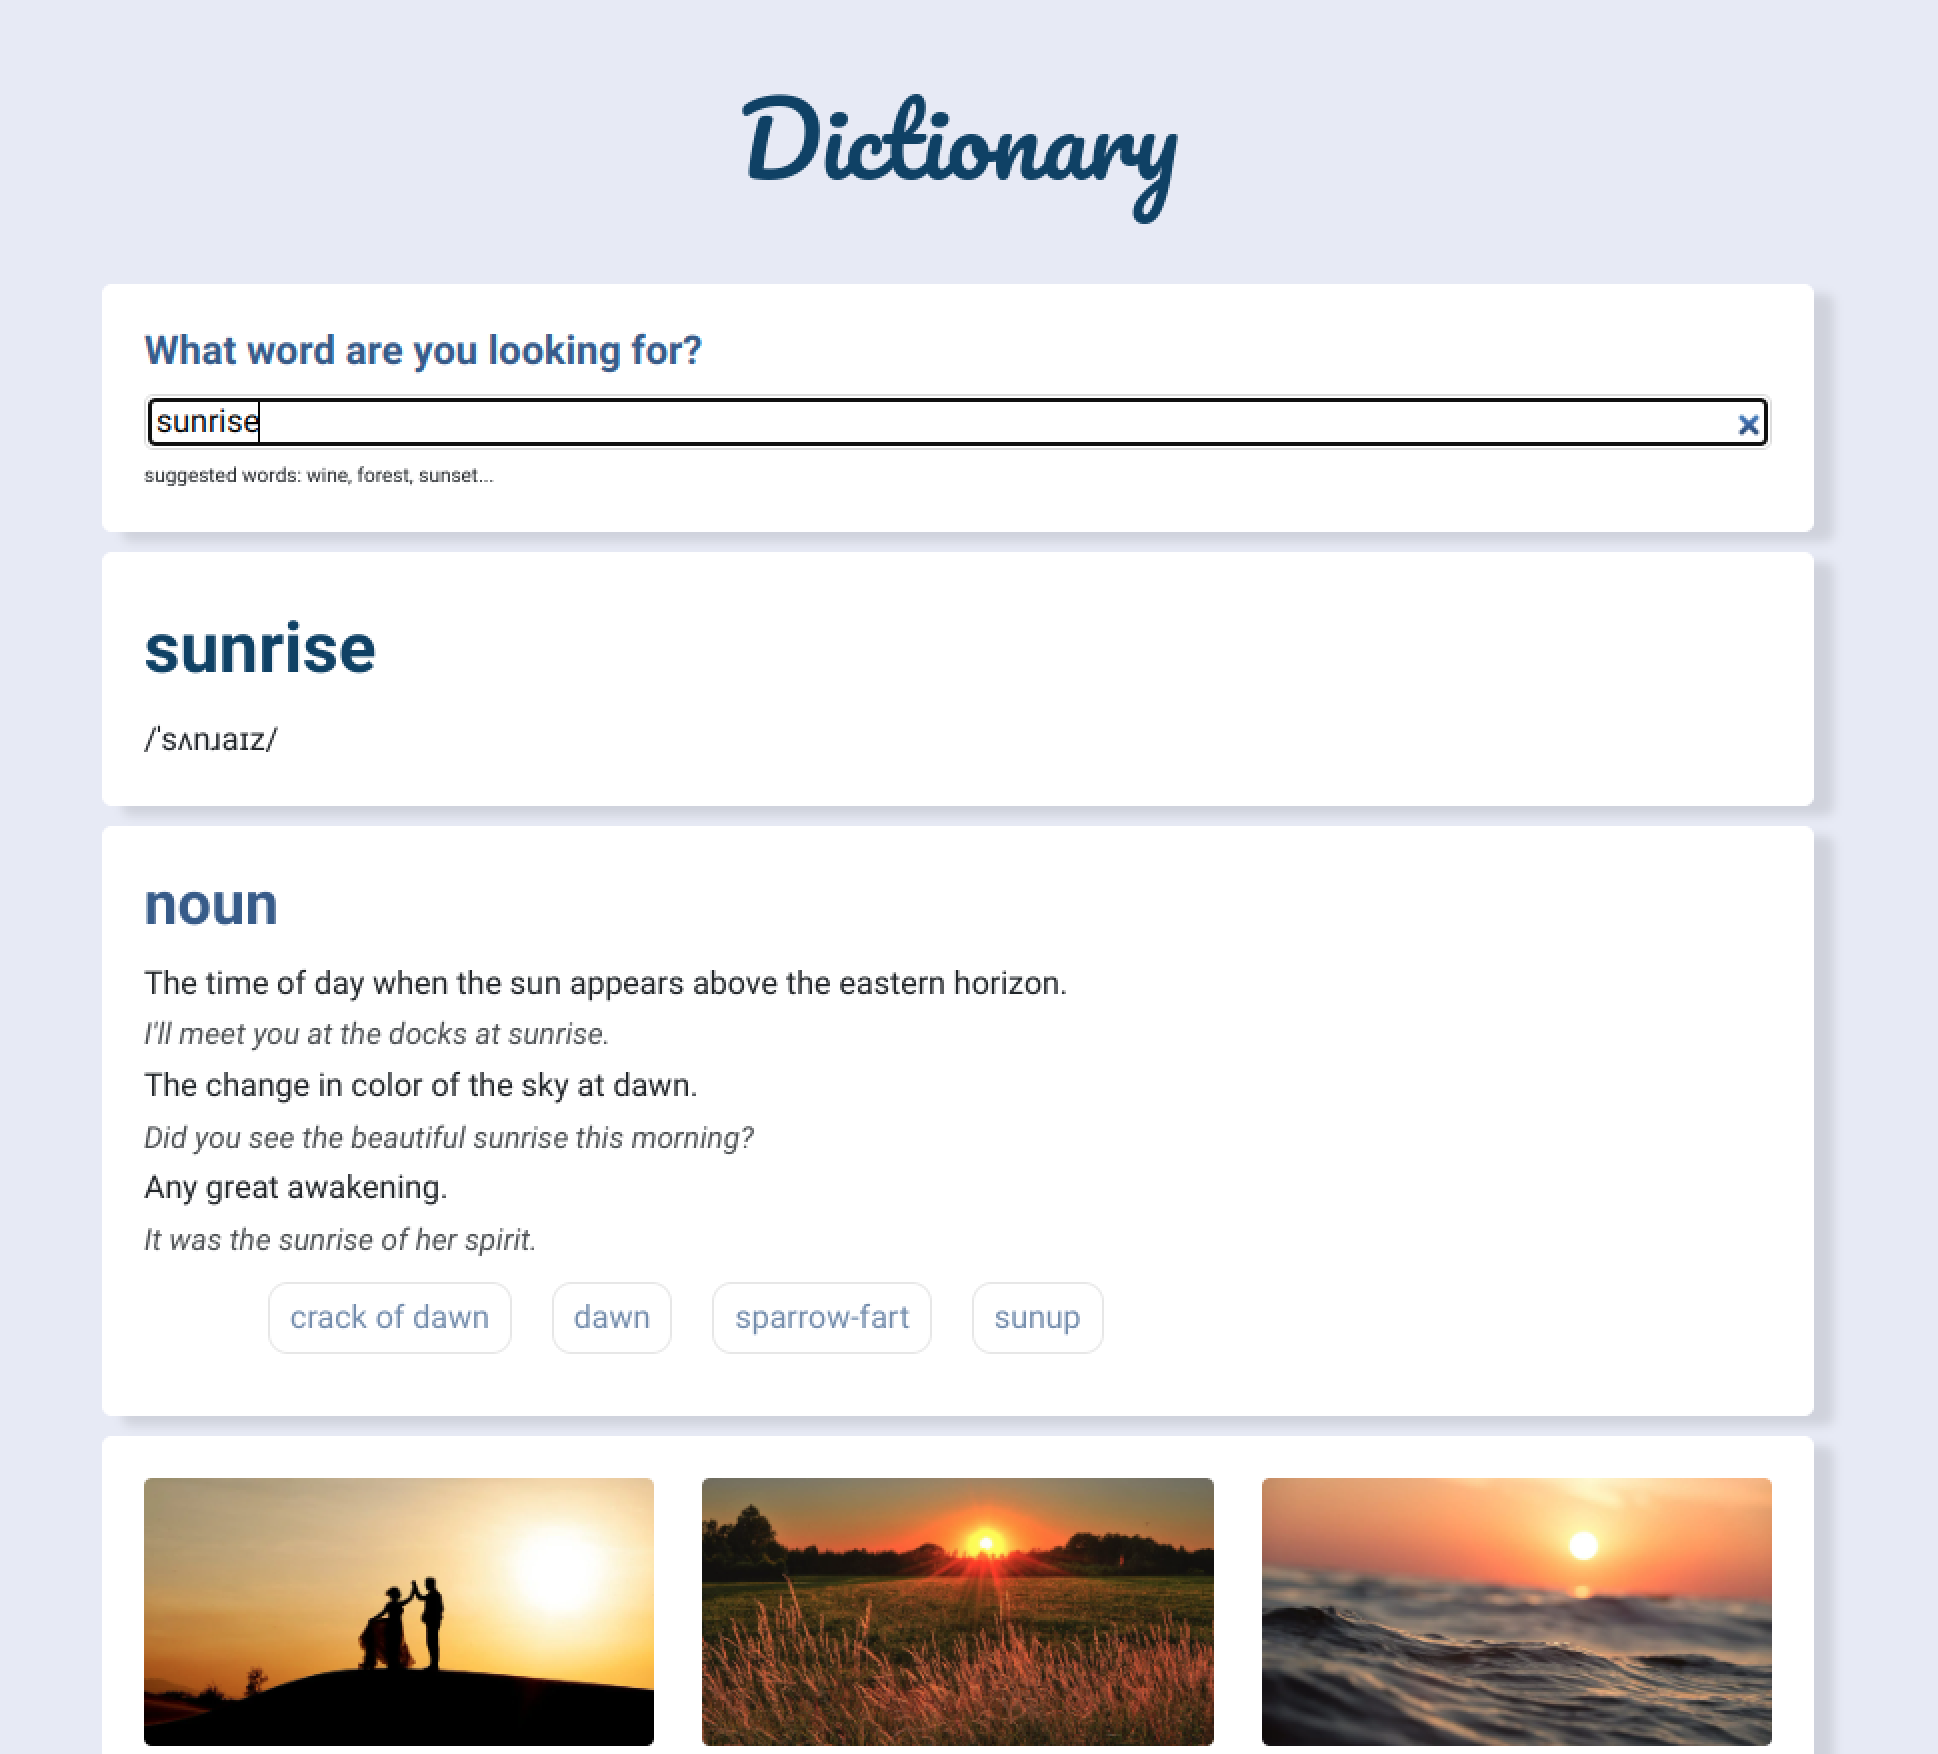 Dictionary
What word are you looking for?
sunrise
suggested words: wine, forest, sunset...
sunrise
/ˈsʌnɹaɪz/
noun
The time of day when the sun appears above the eastern horizon.
I'll meet you at the docks at sunrise.
The change in color of the sky at dawn.
Did you see the beautiful sunrise this morning?
Any great awakening.
It was the sunrise of her spirit.
crack of dawn dawn sparrow-fart sunup